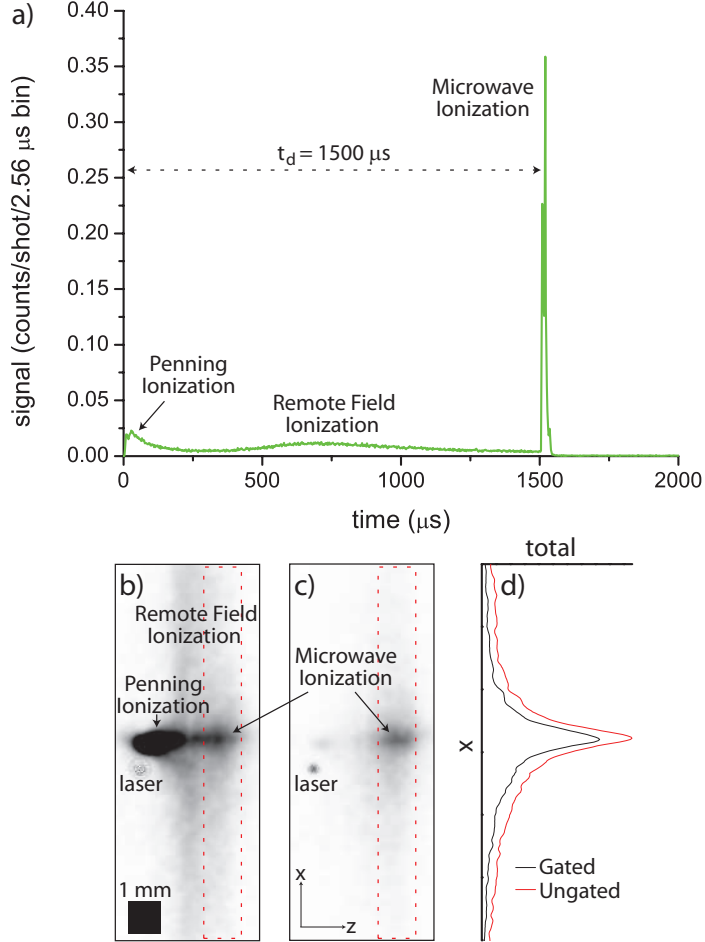 a)
0.40
0.35
0.30
0.25
0.20
0.15
0.10
0.05
0.00
signal (counts/shot/2.56 μs bin)
Microwave
Ionization
t_d = 1500 μs
Penning
Ionization
Remote Field
Ionization
0
500
1000
1500
2000
time (μs)
b)
Remote Field
Ionization
Penning
Ionization
laser
1 mm
c)
Microwave
Ionization
laser
x
z
total
d)
x
Gated
Ungated